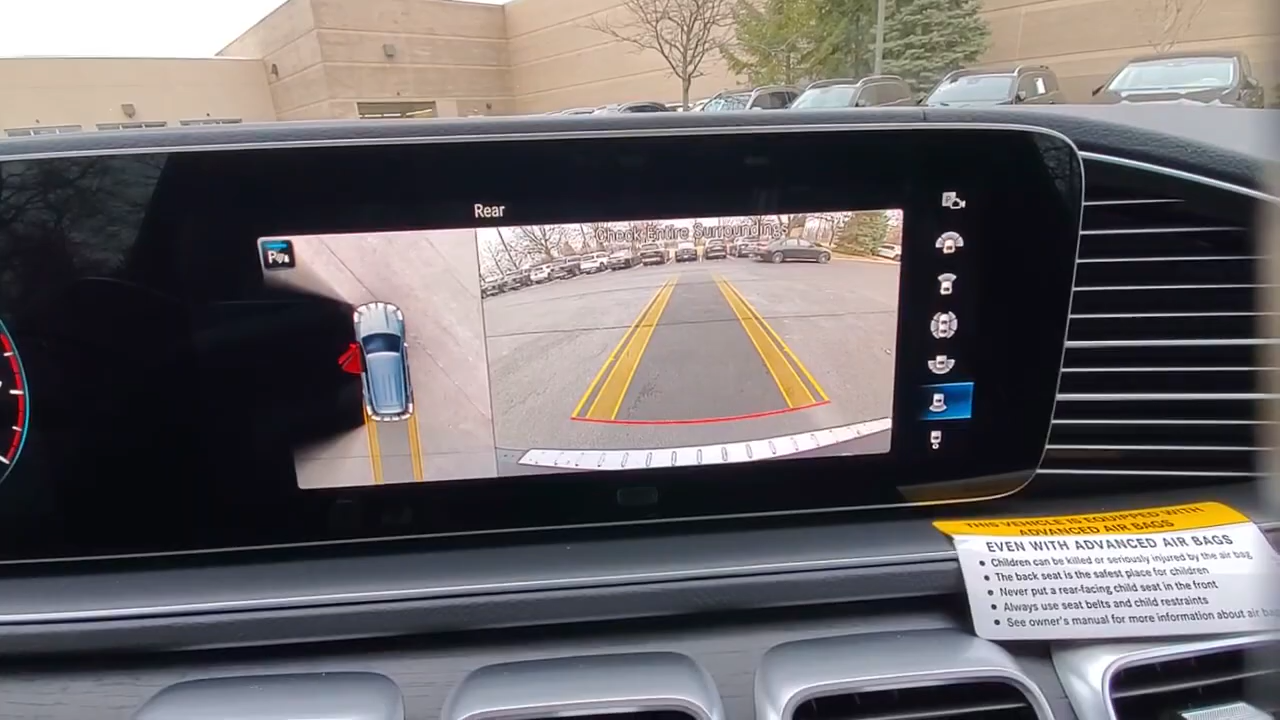 Rear
Check Entire Surroundings
P
P
THIS VEHICLE IS EQUIPPED WITH
ADVANCED AIR BAGS
EVEN WITH ADVANCED AIR BAGS
• Children can be killed or seriously injured by the air bag
• The back seat is the safest place for children
• Never put a rear-facing child seat in the front
• Always use seat belts and child restraints
• See owner's manual for more information about air